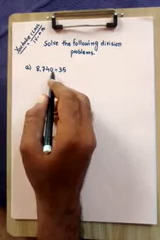 Solve the following division
problems.
a) 8,740÷35